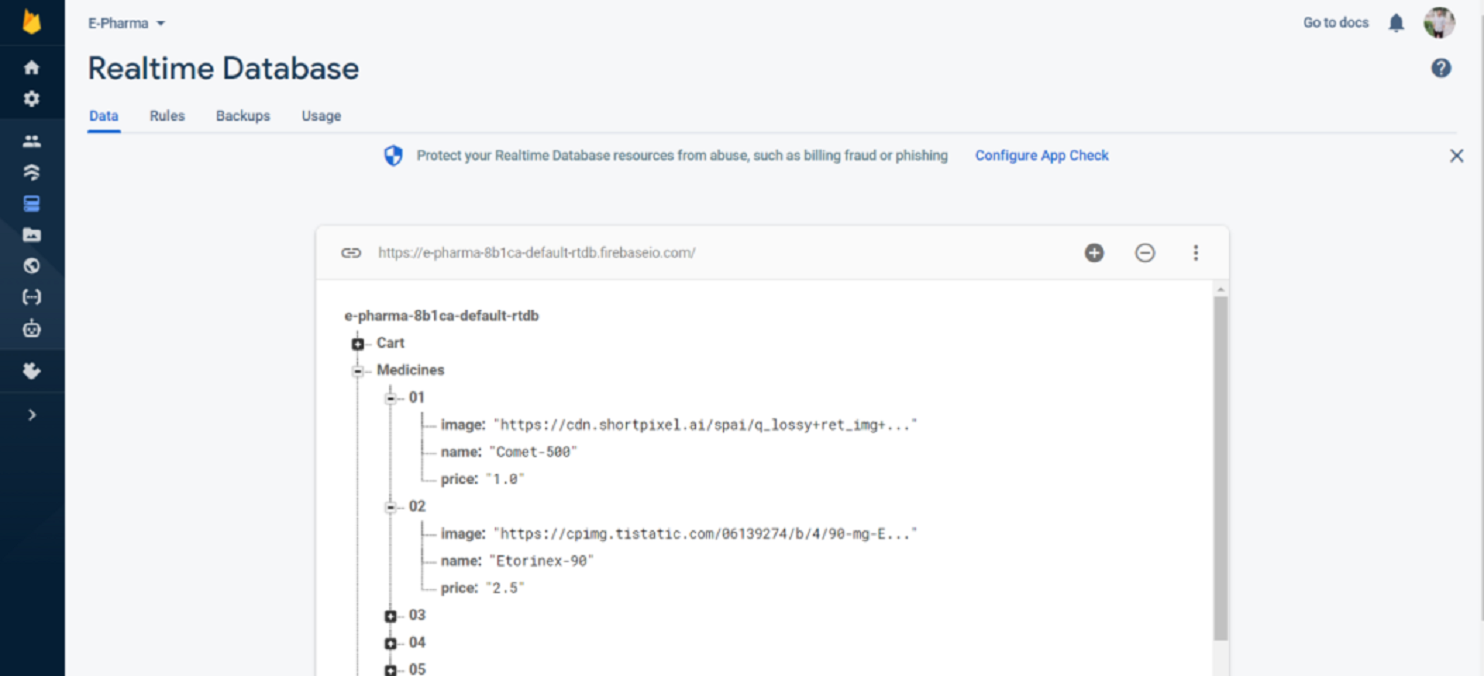 E-Pharma
Go to docs
Realtime Database
Data Rules Backups Usage
Protect your Realtime Database resources from abuse, such as billing fraud or phishing Configure App Check
https://e-pharma-8b1ca-default-rtdb.firebaseio.com/
e-pharma-8b1ca-default-rtdb
Cart
Medicines
01
image: "https://cdn.shortpixel.ai/spai/q_lossy+ret_img+..."
name: "Comet-500"
price: "1.0"
02
image: "https://cpimg.tistatic.com/06139274/b/4/90-mg-E..."
name: "Etorinex-90"
price: "2.5"
03
04
05